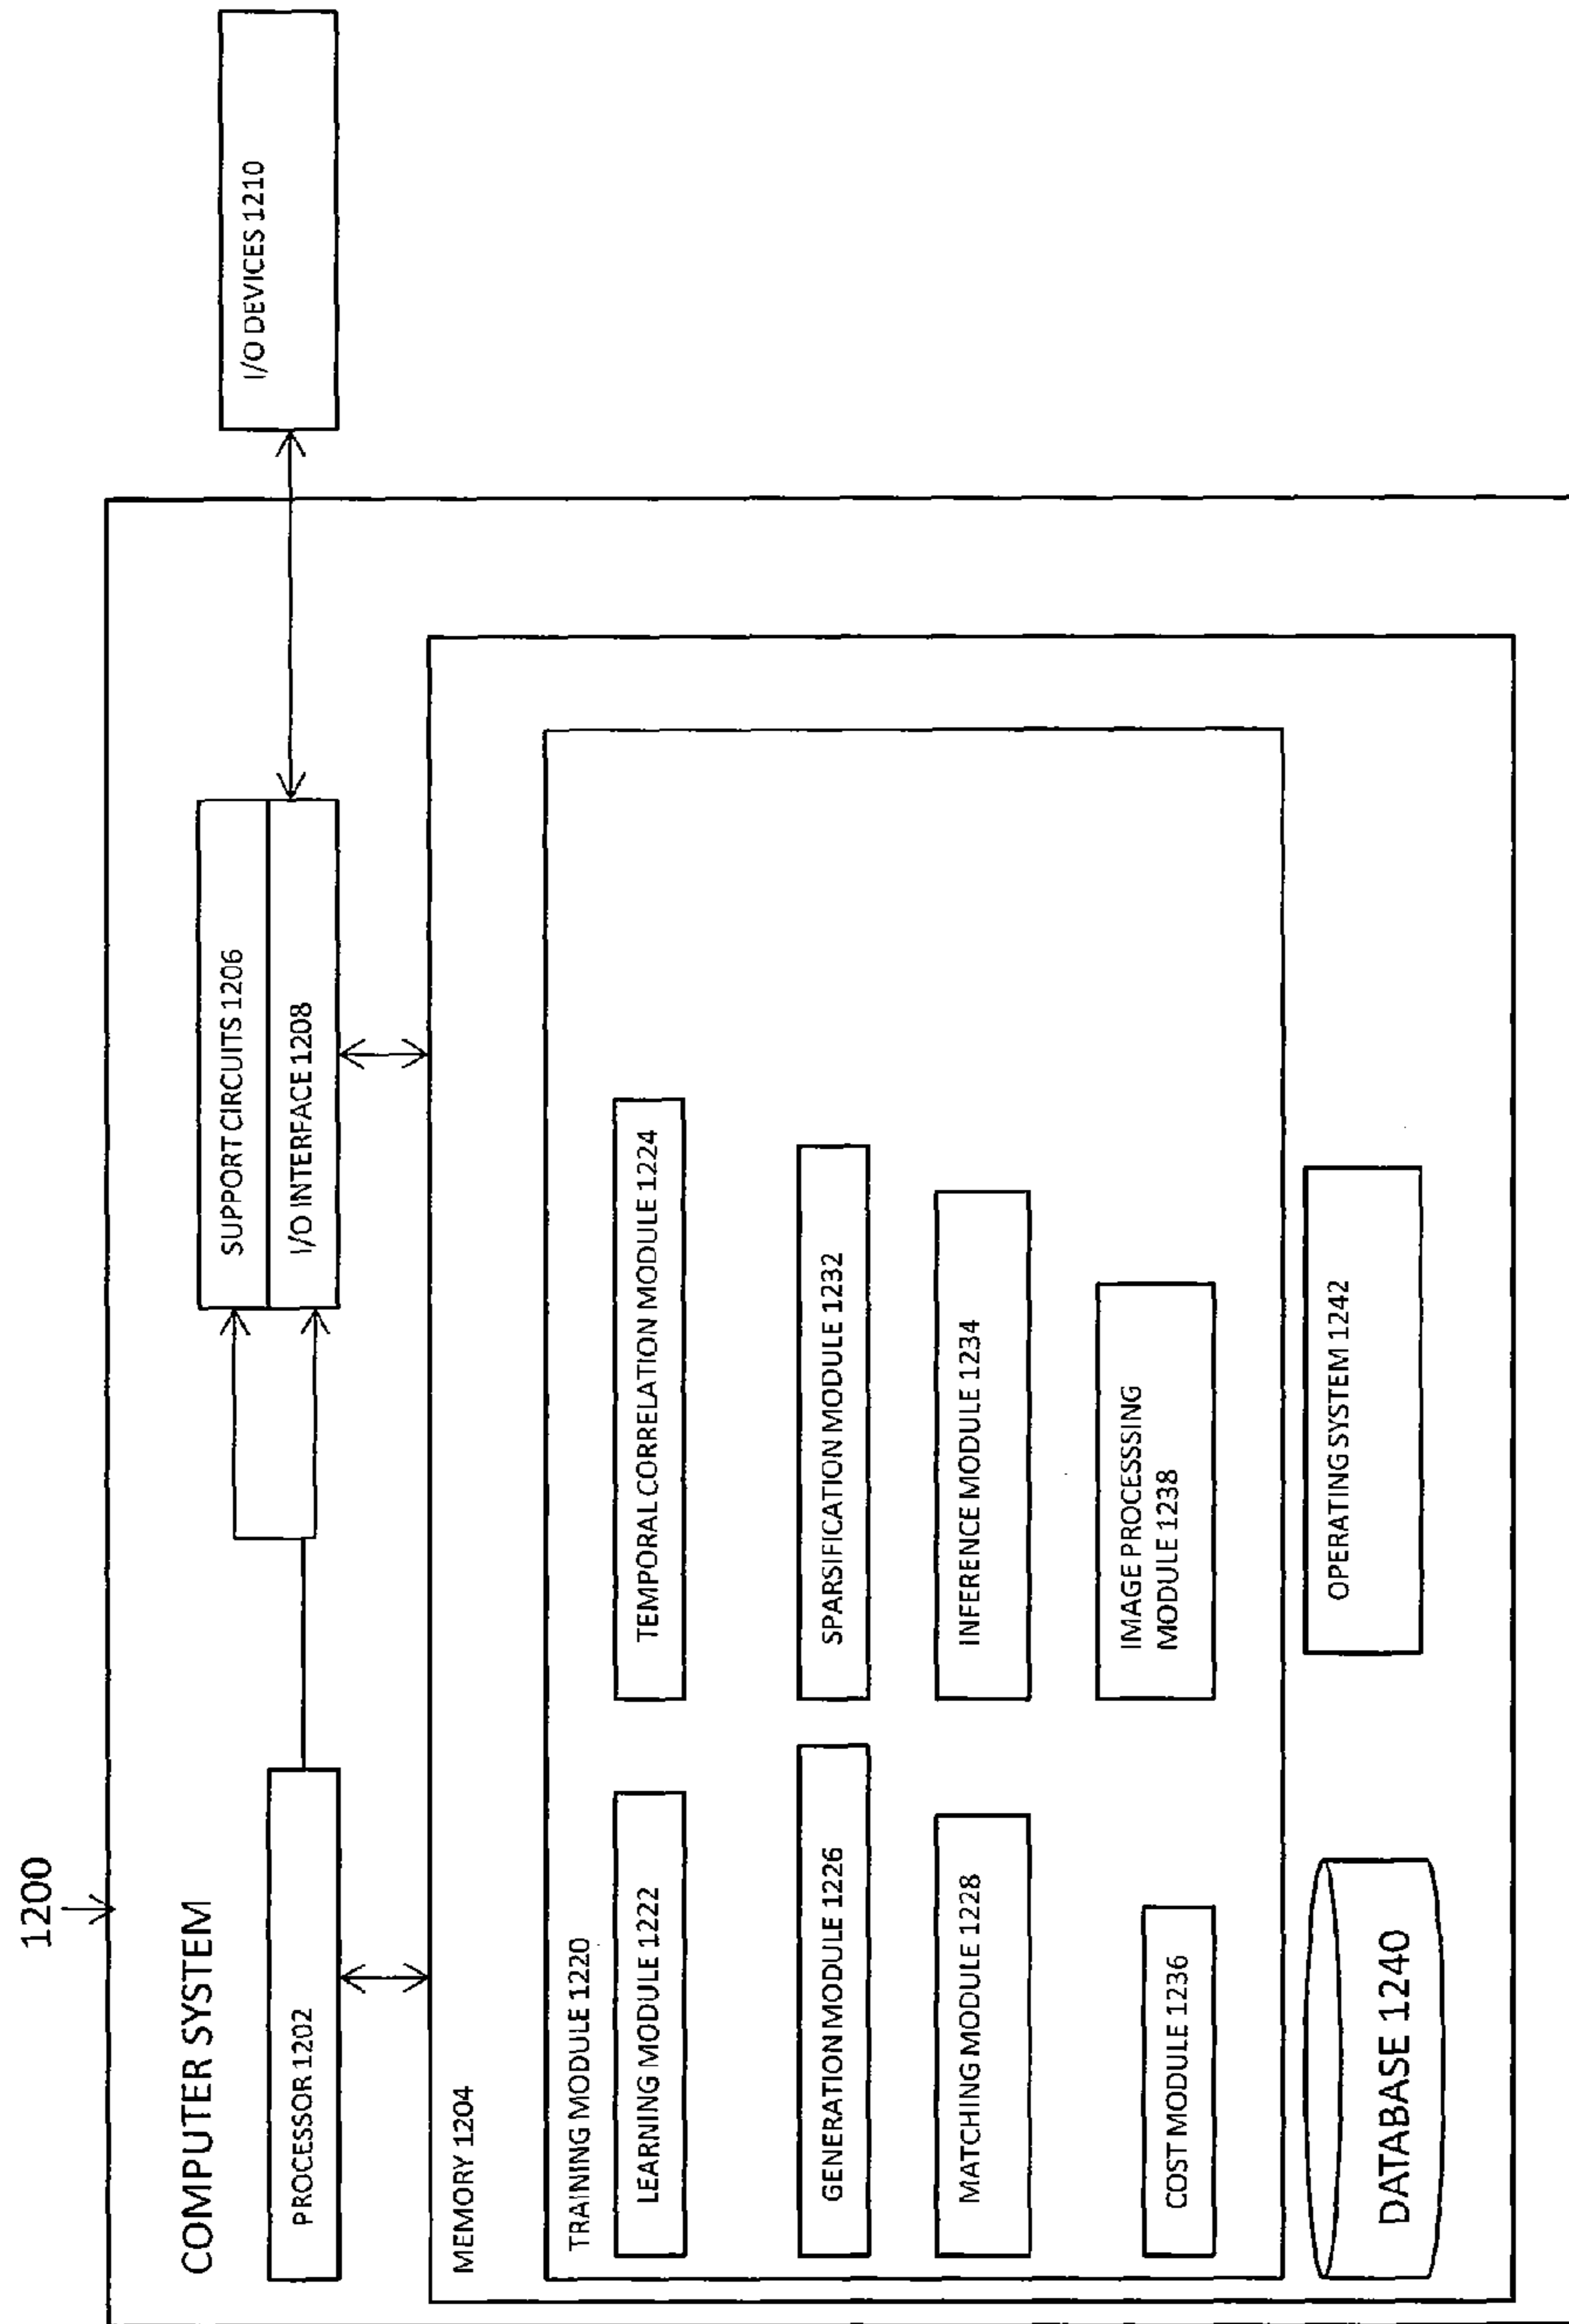 1200
COMPUTER SYSTEM
PROCESSOR 1202
SUPPORT CIRCUITS 1206
I/O INTERFACE 1208
I/O DEVICES 1210
MEMORY 1204
TRAINING MODULE 1220
LEARNING MODULE 1222
TEMPORAL CORRELATION MODULE 1224
GENERATION MODULE 1226
SPARSIFICATION MODULE 1232
MATCHING MODULE 1228
INFERENCE MODULE 1234
COST MODULE 1236
IMAGE PROCESSSING
MODULE 1238
DATABASE 1240
OPERATING SYSTEM 1242